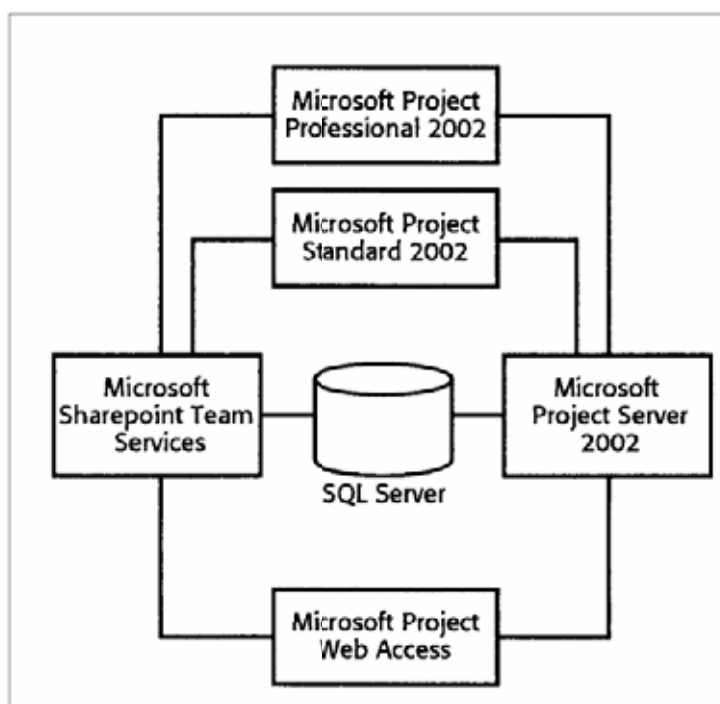 Microsoft Project
Professional 2002
Microsoft Project
Standard 2002
Microsoft
Sharepoint Team
Services
SQL Server
Microsoft
Project Server
2002
Microsoft Project
Web Access